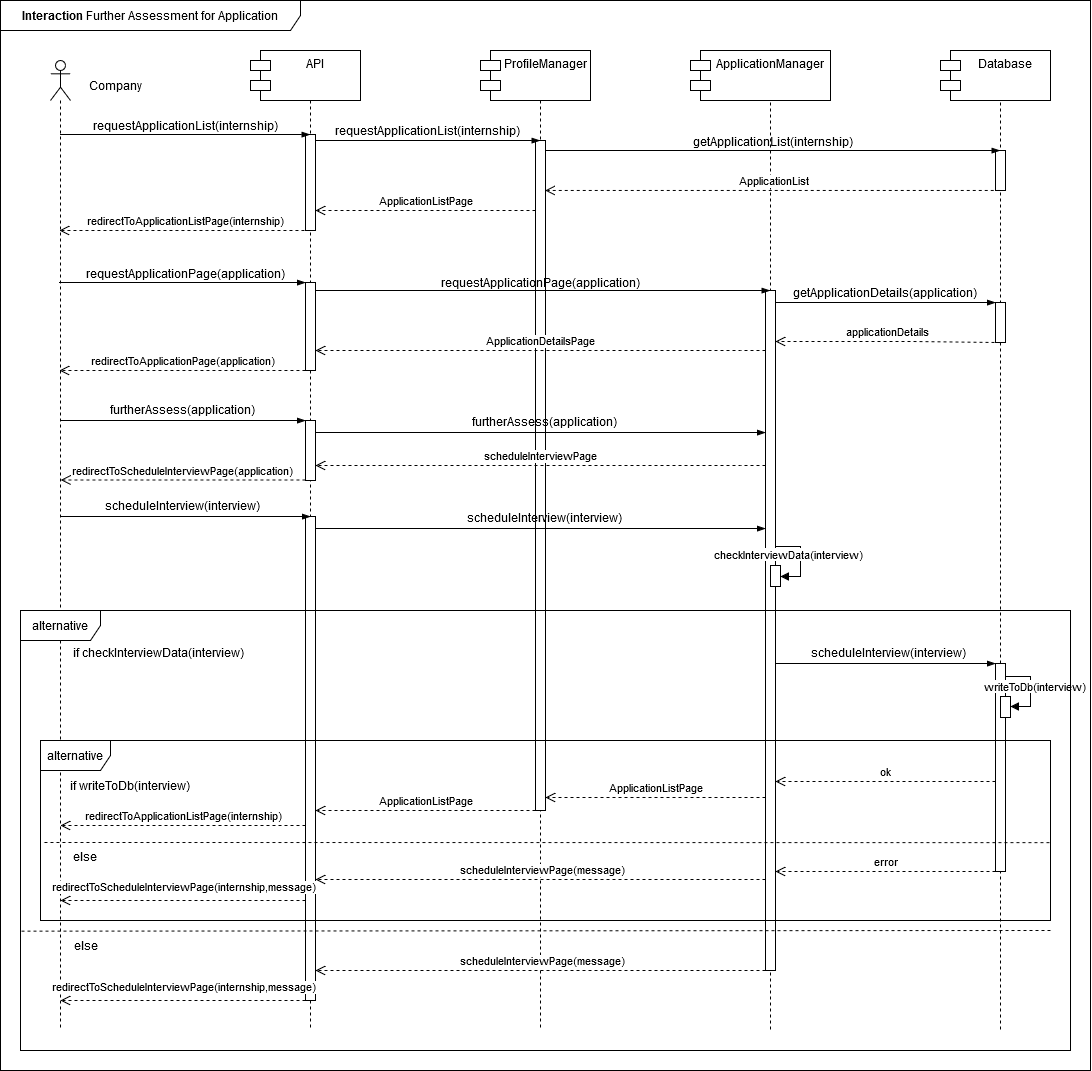 Interaction Further Assessment for Application
API
ProfileManager
ApplicationManager
Database
Company
requestApplicationList(internship)
requestApplicationList(internship)
getApplicationList(internship)
ApplicationList
ApplicationListPage
redirectToApplicationListPage(internship)
requestApplicationPage(application)
requestApplicationPage(application)
getApplicationDetails(application)
applicationDetails
ApplicationDetailsPage
redirectToApplicationPage(application)
furtherAssess(application)
furtherAssess(application)
scheduleInterviewPage
redirectToScheduleInterviewPage(application)
scheduleInterview(interview)
scheduleInterview(interview)
checkInterviewData(interview)
alternative
if checkInterviewData(interview)
scheduleInterview(interview)
writeToDb(interview)
alternative
ok
if writeToDb(interview)
ApplicationListPage
ApplicationListPage
redirectToApplicationListPage(internship)
else
error
scheduleInterviewPage(message)
redirectToScheduleInterviewPage(internship,message)
else
scheduleInterviewPage(message)
redirectToScheduleInterviewPage(internship,message)